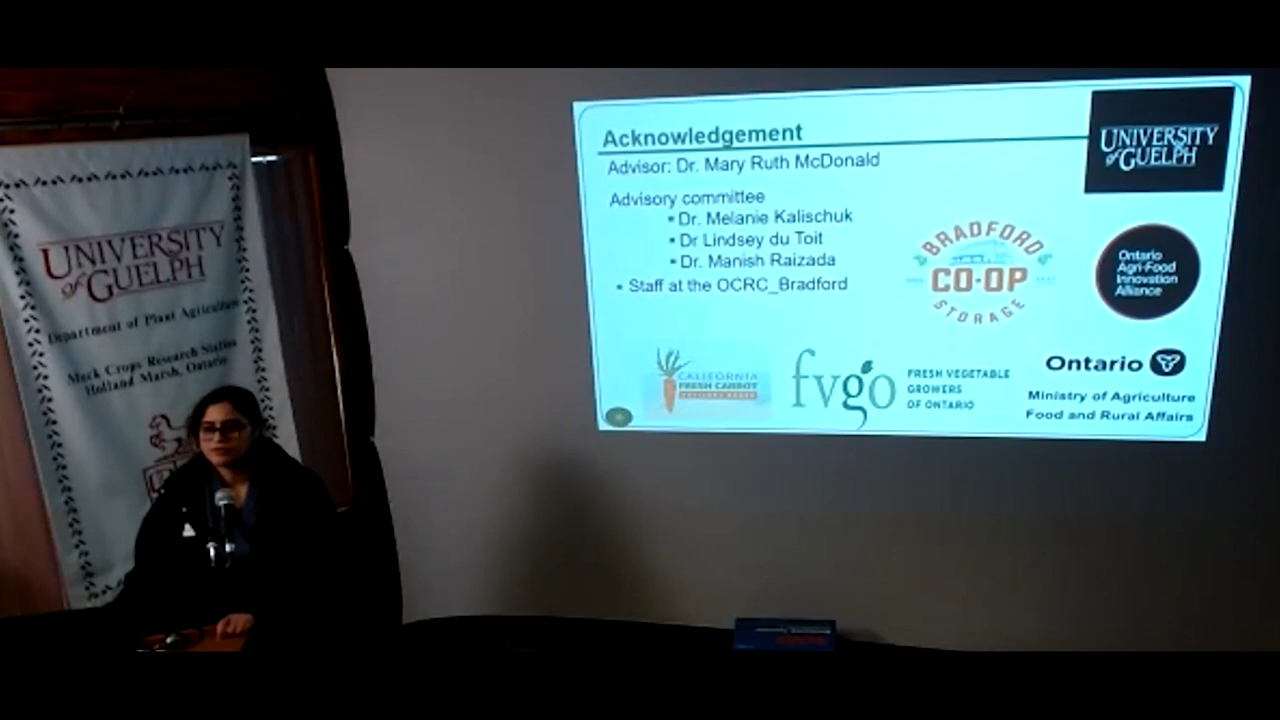 UNIVERSITY
of GUELPH
Department of Plant Agriculture
Muck Crops Research Station
Holland Marsh, Ontario
Acknowledgement
Advisor: Dr. Mary Ruth McDonald
Advisory committee
▪ Dr. Melanie Kalischuk
▪ Dr Lindsey du Toit
▪ Dr. Manish Raizada
▪ Staff at the OCRC_Bradford
UNIVERSITY
of GUELPH
BRADFORD
CO-OP
STORAGE
Ontario
Agri-Food
Innovation
Alliance
CALIFORNIA
FRESH CARROT
fvgo
FRESH VEGETABLE
GROWERS
OF ONTARIO
Ontario
Ministry of Agriculture
Food and Rural Affairs